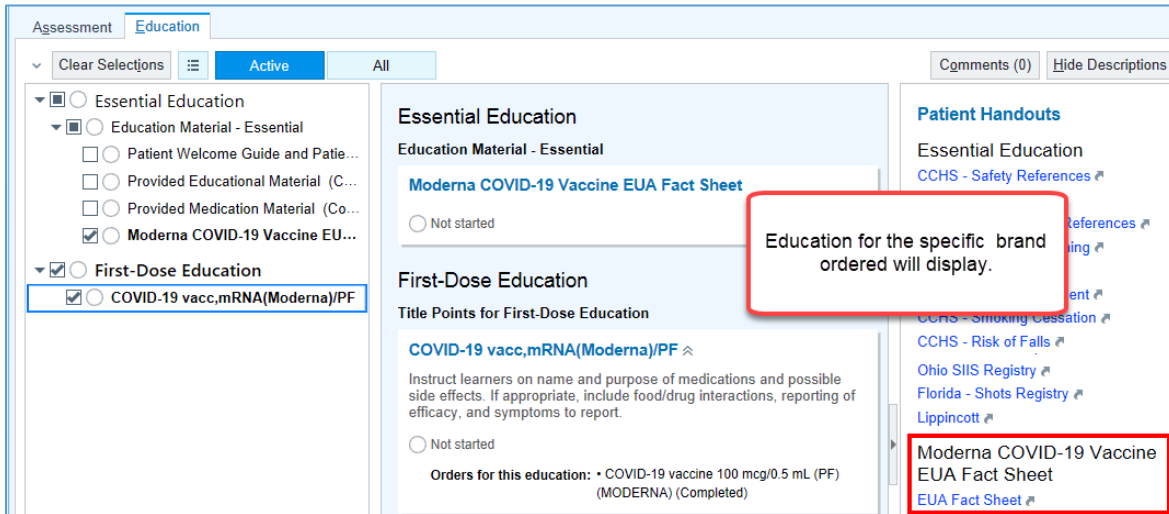 Assessment Education
Clear Selections Active All Comments (0) Hide Descriptions
Essential Education
Education Material - Essential
Patient Welcome Guide and Patie...
Provided Educational Material (C...
Provided Medication Material (Co...
Moderna COVID-19 Vaccine EU...
First-Dose Education
COVID-19 vacc,mRNA(Moderna)/PF
Essential Education
Education Material - Essential
Moderna COVID-19 Vaccine EUA Fact Sheet
Not started
First-Dose Education
Title Points for First-Dose Education
COVID-19 vacc,mRNA(Moderna)/PF
Instruct learners on name and purpose of medications and possible
side effects. If appropriate, include food/drug interactions, reporting of
efficacy, and symptoms to report.
Not started
Orders for this education: • COVID-19 vaccine 100 mcg/0.5 mL (PF)
(MODERNA) (Completed)
Education for the specific brand
ordered will display.
Patient Handouts
Essential Education
CCHS - Safety References
References
CCHS - Smoking Cessation
CCHS - Risk of Falls
Ohio SIIS Registry
Florida - Shots Registry
Lippincott
Moderna COVID-19 Vaccine
EUA Fact Sheet
EUA Fact Sheet